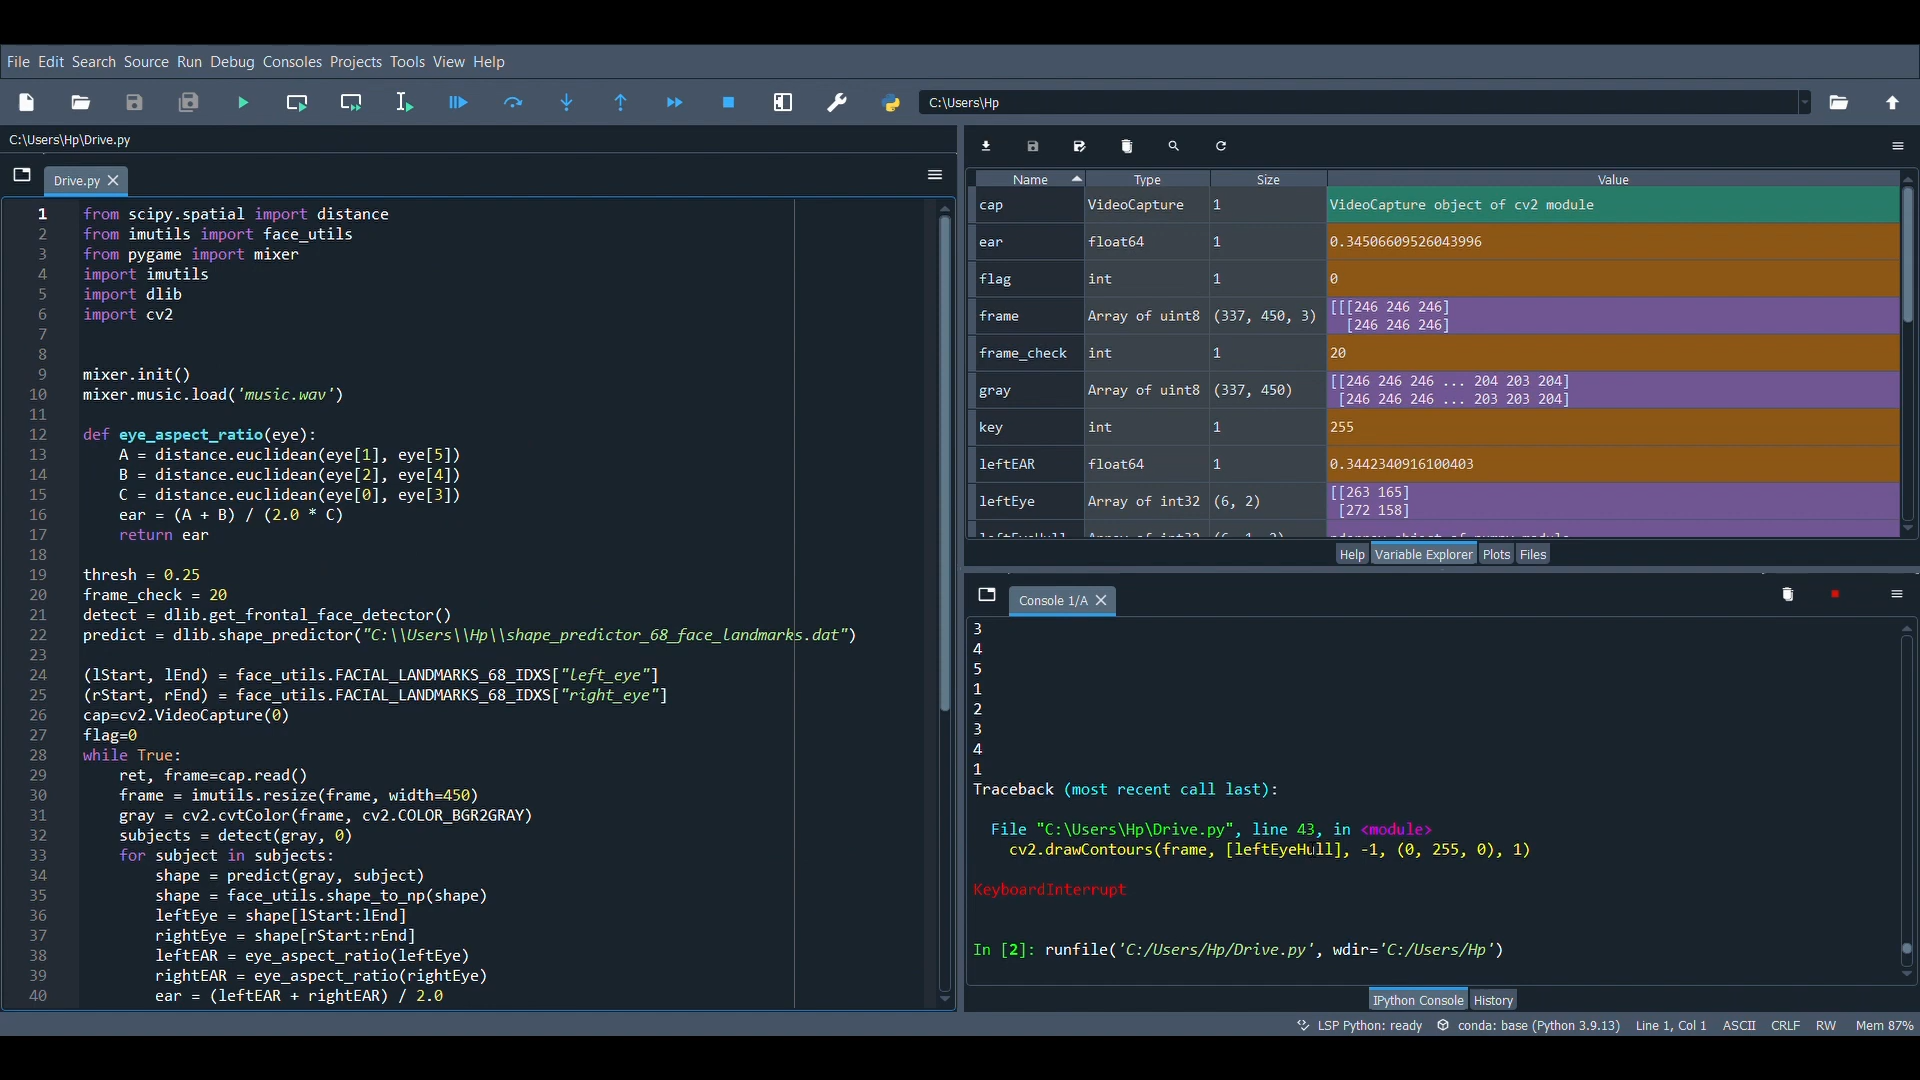 File Edit Search Source Run Debug Consoles Projects Tools View Help
C:\Users\Hp
C:\Users\Hp\Drive.py
Drive.py
1 from scipy.spatial import distance
2 from imutils import face_utils
3 from pygame import mixer
4 import imutils
5 import dlib
6 import cv2
7
8
9 mixer.init()
10 mixer.music.load('music.wav')
11
12 def eye_aspect_ratio(eye):
13 A = distance.euclidean(eye[1], eye[5])
14 B = distance.euclidean(eye[2], eye[4])
15 C = distance.euclidean(eye[0], eye[3])
16 ear = (A + B) / (2.0 * C)
17 return ear
18
19 thresh = 0.25
20 frame_check = 20
21 detect = dlib.get_frontal_face_detector()
22 predict = dlib.shape_predictor("C:\\Users\\Hp\\shape_predictor_68_face_landmarks.dat")
23
24 (lStart, lEnd) = face_utils.FACIAL_LANDMARKS_68_IDXS["left_eye"]
25 (rStart, rEnd) = face_utils.FACIAL_LANDMARKS_68_IDXS["right_eye"]
26 cap=cv2.VideoCapture(0)
27 flag=0
28 while True:
29 ret, frame=cap.read()
30 frame = imutils.resize(frame, width=450)
31 gray = cv2.cvtColor(frame, cv2.COLOR_BGR2GRAY)
32 subjects = detect(gray, 0)
33 for subject in subjects:
34 shape = predict(gray, subject)
35 shape = face_utils.shape_to_np(shape)
36 leftEye = shape[lStart:lEnd]
37 rightEye = shape[rStart:rEnd]
38 leftEAR = eye_aspect_ratio(leftEye)
39 rightEAR = eye_aspect_ratio(rightEye)
40 ear = (leftEAR + rightEAR) / 2.0
Name Type Size Value
cap VideoCapture 1 VideoCapture object of cv2 module
ear float64 1 0.34506609526043996
flag int 1 0
frame Array of uint8 (337, 450, 3) [[[246 246 246]
[246 246 246]
frame_check int 1 20
gray Array of uint8 (337, 450) [[246 246 246 ... 204 203 204]
[246 246 246 ... 203 203 204]
key int 1 255
leftEAR float64 1 0.3442340916100403
leftEye Array of int32 (6, 2) [[263 165]
[272 158]
Help Variable Explorer Plots Files
Console 1/A
3
4
5
1
2
3
4
1
Traceback (most recent call last):
File "C:\Users\Hp\Drive.py", line 43, in <module>
cv2.drawContours(frame, [leftEyeHull], -1, (0, 255, 0), 1)
KeyboardInterrupt
In [2]: runfile('C:/Users/Hp/Drive.py', wdir='C:/Users/Hp')
IPython Console History
LSP Python: ready conda: base (Python 3.9.13) Line 1, Col 1 ASCII CRLF RW Mem 87%